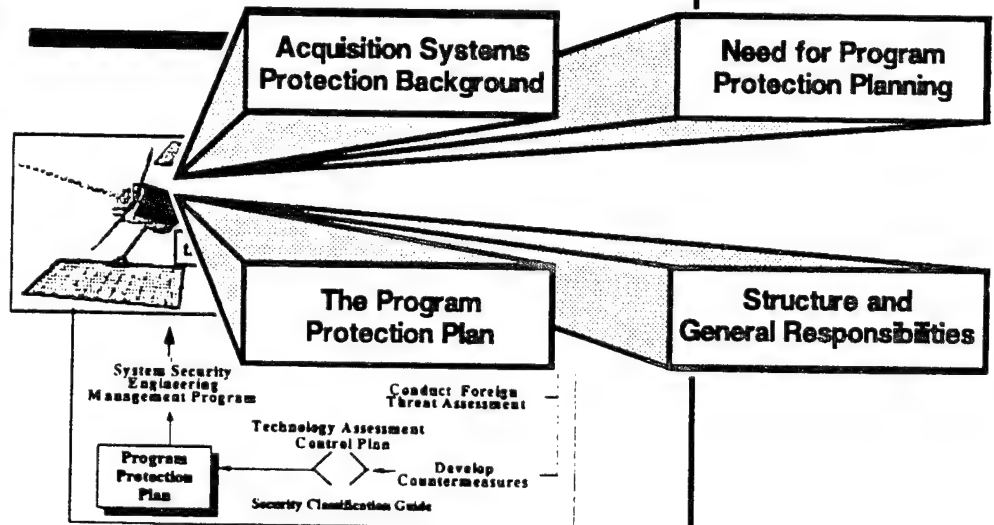 Acquisition Systems
Protection Background
Need for Program
Protection Planning
The Program
Protection Plan
Structure and
General Responsibilities
System Security
Engineering
Management Program
Conduct Foreign
Threat Assessment
Technology Assessment
Control Plan
Program
Protection
Plan
Develop
Countermeasures
Security Classification Guide